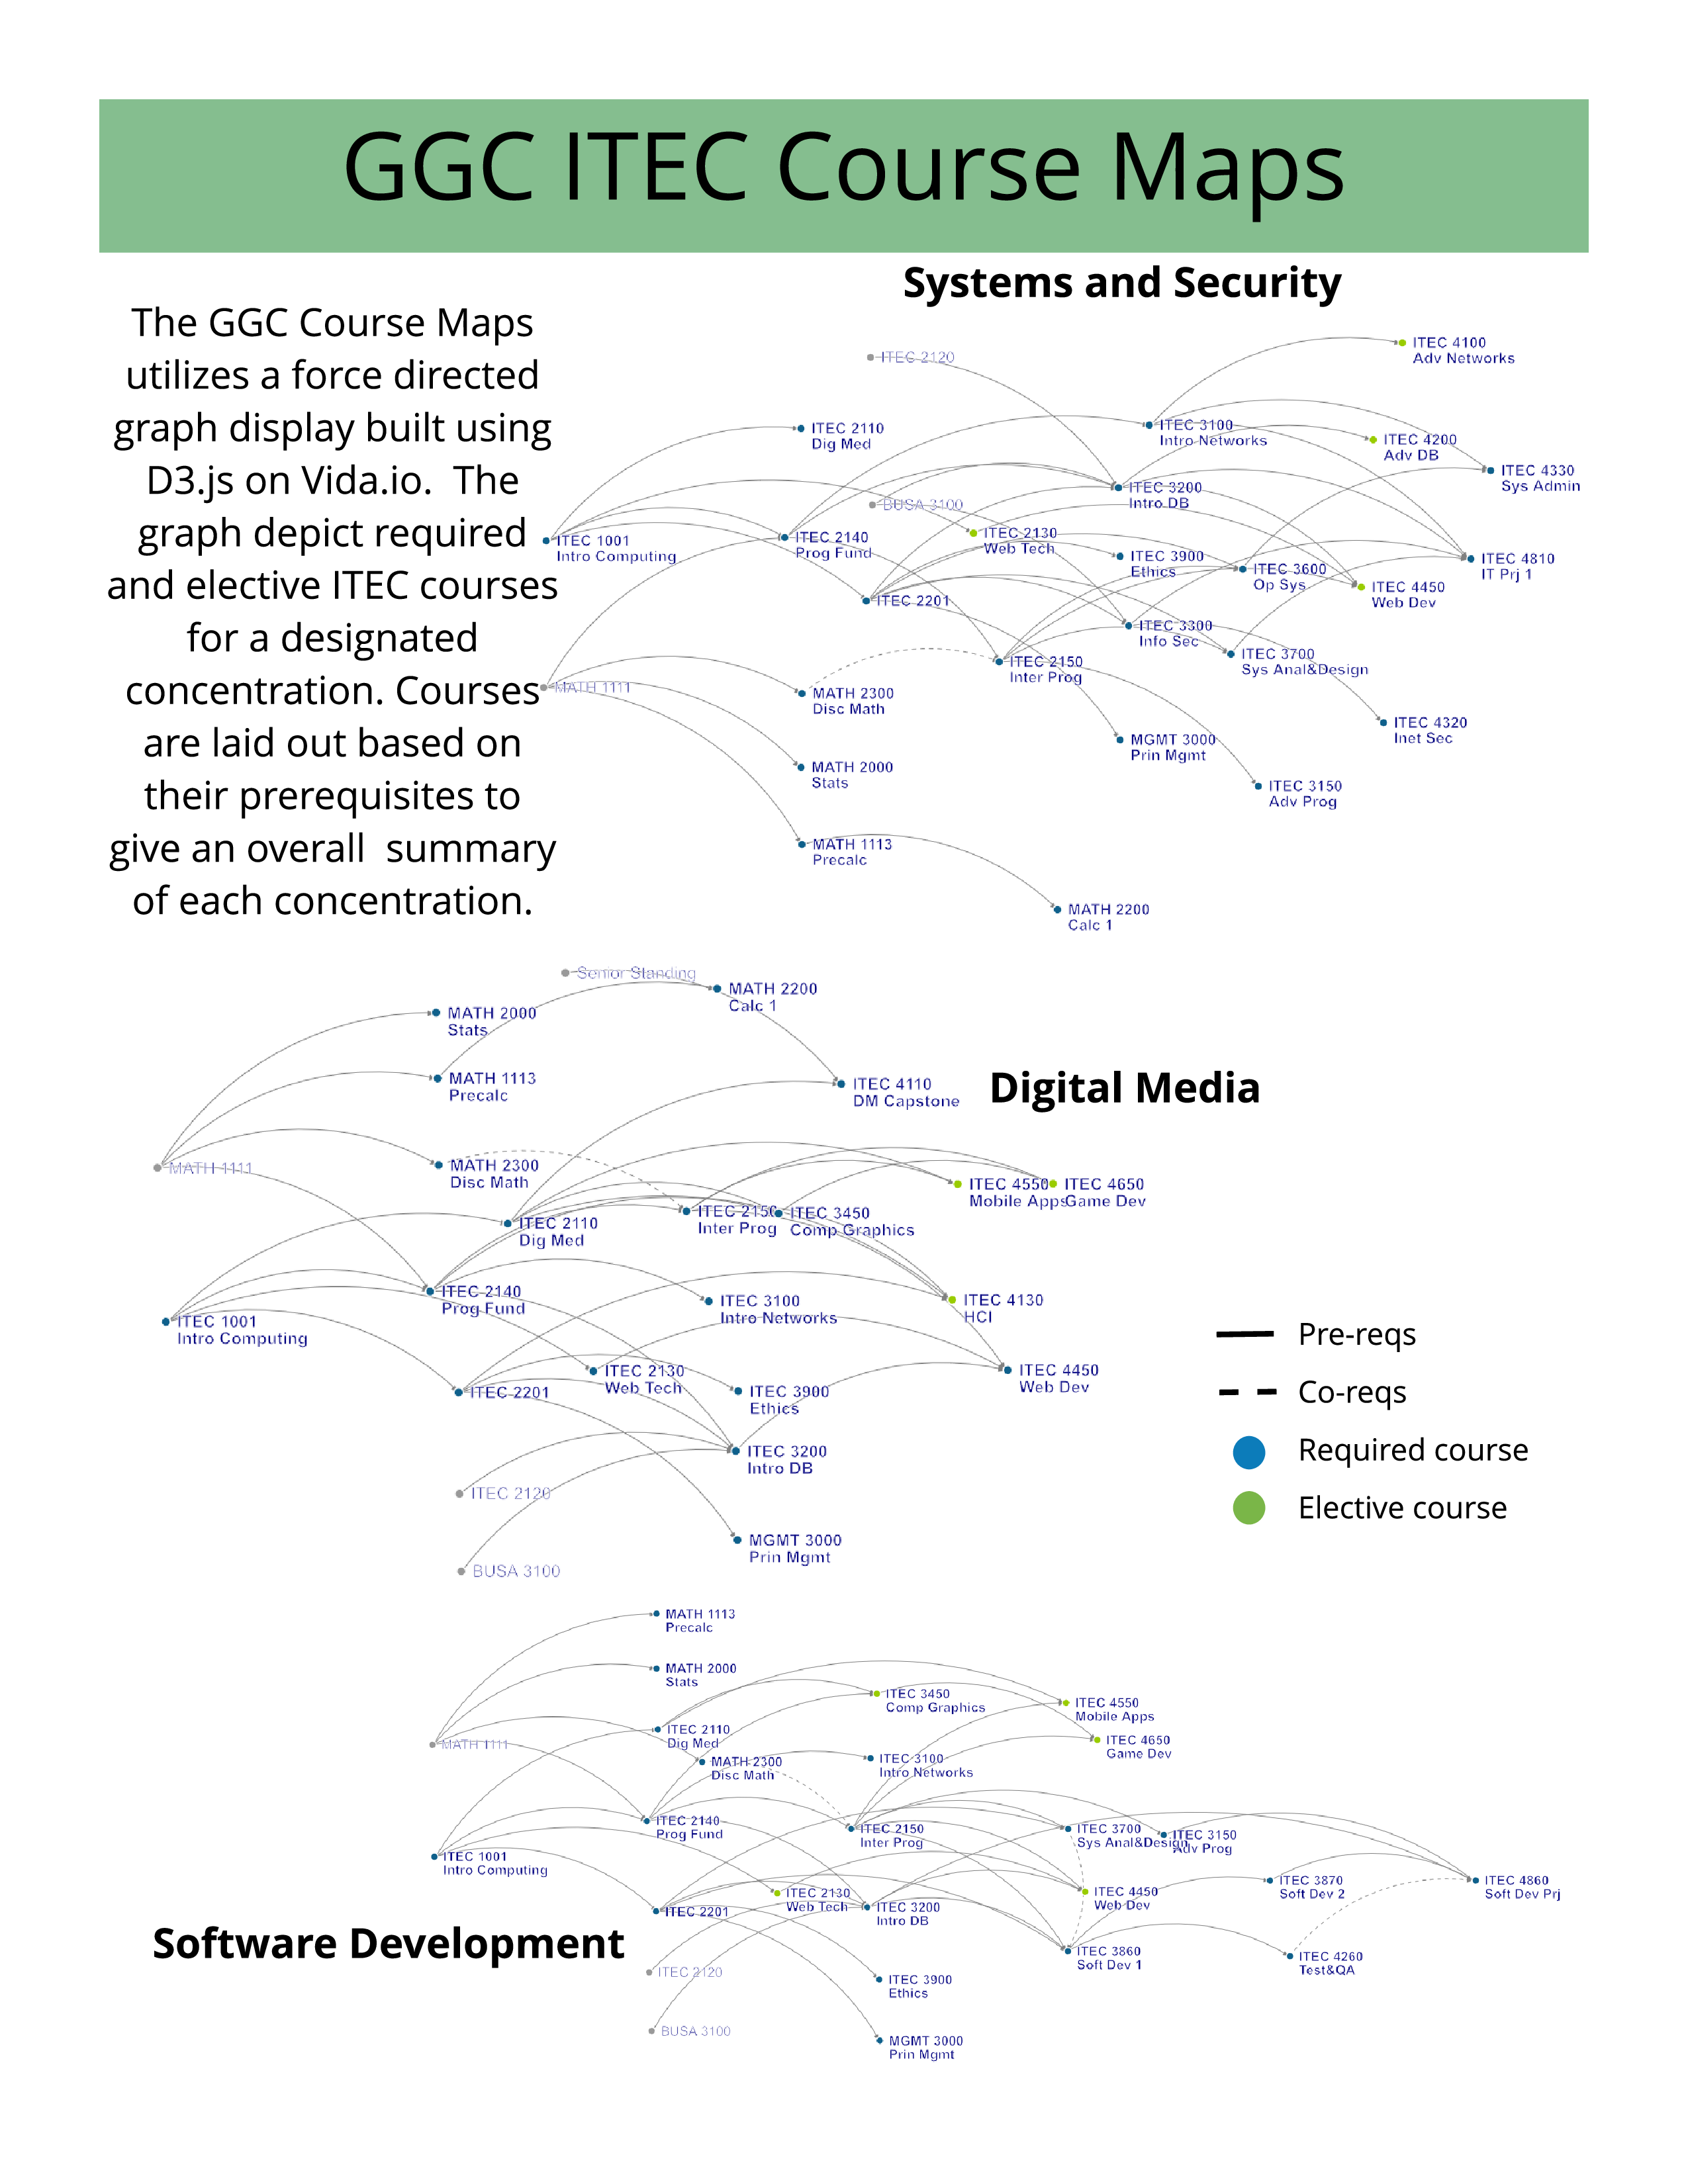 GGC ITEC Course Maps
Systems and Security
The GGC Course Maps
utilizes a force directed
graph display built using
D3.js on Vida.io.  The
graph depict required
and elective ITEC courses
for a designated
concentration. Courses
are laid out based on
their prerequisites to
give an overall  summary
of each concentration.
ITEC 2120
ITEC 4100
Adv Networks
ITEC 2110
Dig Med
ITEC 3100
Intro Networks
ITEC 4200
Adv DB
ITEC 4330
Sys Admin
ITEC 3200
Intro DB
BUSA 3100
ITEC 1001
Intro Computing
ITEC 2140
Prog Fund
ITEC 2130
Web Tech
ITEC 3900
Ethics
ITEC 3600
Op Sys
ITEC 4810
IT Prj 1
ITEC 4450
Web Dev
ITEC 2201
ITEC 3300
Info Sec
ITEC 3700
Sys Anal&Design
ITEC 2150
Inter Prog
MATH 1111
MATH 2300
Disc Math
ITEC 4320
Inet Sec
MGMT 3000
Prin Mgmt
MATH 2000
Stats
ITEC 3150
Adv Prog
MATH 1113
Precalc
MATH 2200
Calc 1
Senior Standing
MATH 2200
Calc 1
MATH 2000
Stats
MATH 1113
Precalc
ITEC 4110
DM Capstone
Digital Media
MATH 1111
MATH 2300
Disc Math
ITEC 4550
Mobile Apps
ITEC 4650
Game Dev
ITEC 2110
Dig Med
ITEC 2150
Inter Prog
ITEC 3450
Comp Graphics
ITEC 2140
Prog Fund
ITEC 3100
Intro Networks
ITEC 4130
HCI
ITEC 1001
Intro Computing
ITEC 2130
Web Tech
ITEC 4450
Web Dev
ITEC 2201
ITEC 3900
Ethics
ITEC 3200
Intro DB
ITEC 2120
MGMT 3000
Prin Mgmt
BUSA 3100
Pre-reqs
Co-reqs
Required course
Elective course
MATH 1113
Precalc
MATH 2000
Stats
ITEC 3450
Comp Graphics
ITEC 4550
Mobile Apps
ITEC 2110
Dig Med
MATH 1111
ITEC 4650
Game Dev
MATH 2300
Disc Math
ITEC 3100
Intro Networks
ITEC 2140
Prog Fund
ITEC 2150
Inter Prog
ITEC 3700
Sys Anal&Design
ITEC 3150
Adv Prog
ITEC 1001
Intro Computing
ITEC 3870
Soft Dev 2
ITEC 4860
Soft Dev Prj
ITEC 2130
Web Tech
ITEC 4450
Web Dev
ITEC 2201
ITEC 3200
Intro DB
Software Development
ITEC 3860
Soft Dev 1
ITEC 4260
Test&QA
ITEC 2120
ITEC 3900
Ethics
BUSA 3100
MGMT 3000
Prin Mgmt